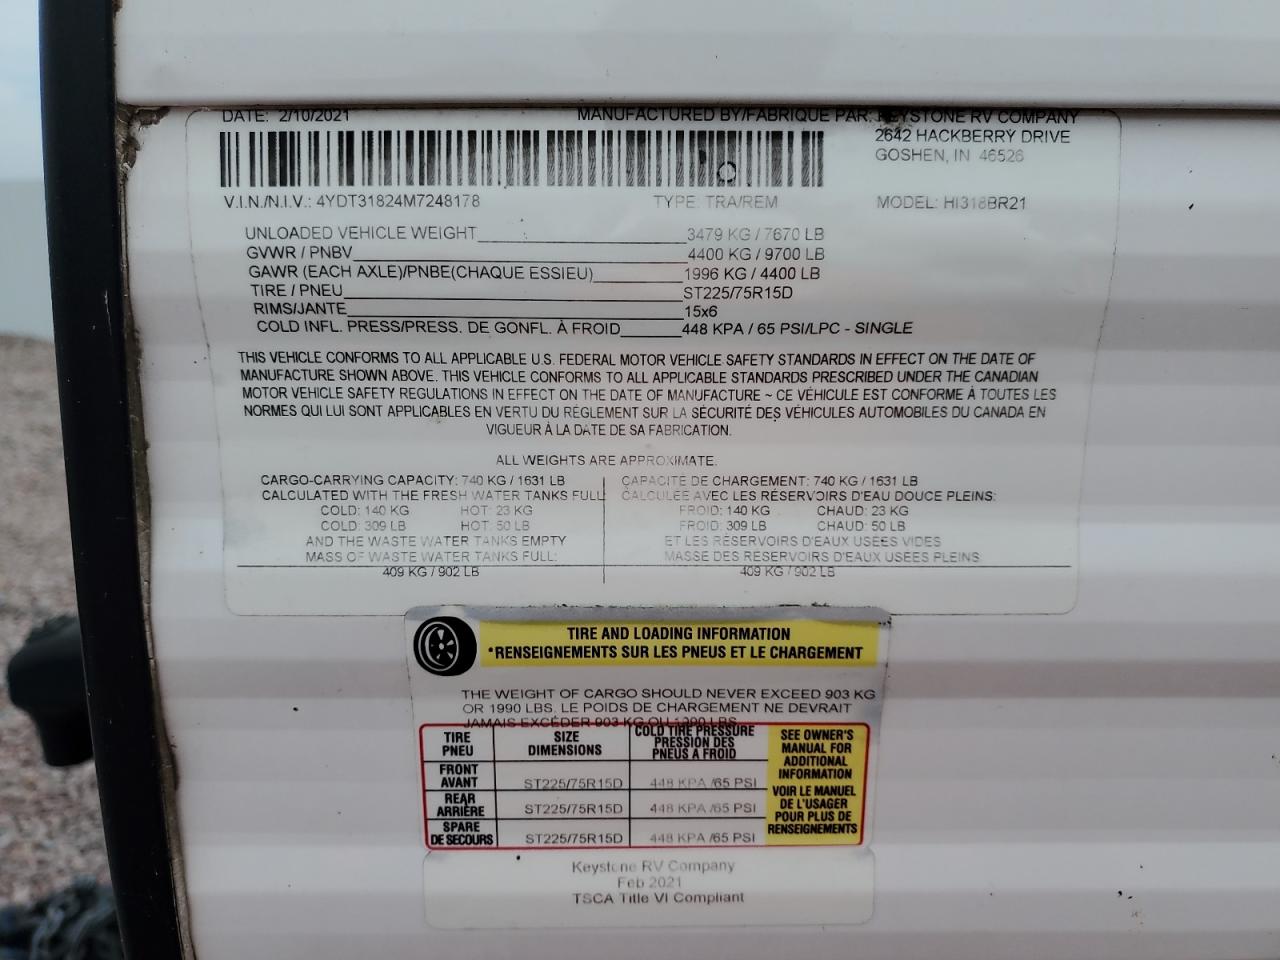 DATE: 2/10/2021 MANUFACTURED BY/FABRIQUE PAR: KEYSTONE RV COMPANY
2642 HACKBERRY DRIVE
GOSHEN, IN 46526
V.I.N./N.I.V.: 4YDT31824M7248178 TYPE: TRA/REM MODEL: HI318BR21
UNLOADED VEHICLE WEIGHT 3479 KG / 7670 LB
GVWR / PNBV 4400 KG / 9700 LB
GAWR (EACH AXLE)/PNBE(CHAQUE ESSIEU) 1996 KG / 4400 LB
TIRE / PNEU ST225/75R15D
RIMS/JANTE 15x6
COLD INFL. PRESS/PRESS. DE GONFL. À FROID 448 KPA / 65 PSI/LPC - SINGLE
THIS VEHICLE CONFORMS TO ALL APPLICABLE U.S. FEDERAL MOTOR VEHICLE SAFETY STANDARDS IN EFFECT ON THE DATE OF
MANUFACTURE SHOWN ABOVE. THIS VEHICLE CONFORMS TO ALL APPLICABLE STANDARDS PRESCRIBED UNDER THE CANADIAN
MOTOR VEHICLE SAFETY REGULATIONS IN EFFECT ON THE DATE OF MANUFACTURE ~ CE VÉHICULE EST CONFORME À TOUTES LES
NORMES QUI LUI SONT APPLICABLES EN VERTU DU RÉGLEMENT SUR LA SÉCURITÉ DES VÉHICULES AUTOMOBILES DU CANADA EN
VIGUEUR À LA DATE DE SA FABRICATION.
ALL WEIGHTS ARE APPROXIMATE.
CARGO-CARRYING CAPACITY: 740 KG / 1631 LB
CALCULATED WITH THE FRESH WATER TANKS FULL
COLD: 140 KG HOT: 23 KG
COLD: 309 LB HOT: 50 LB
AND THE WASTE WATER TANKS EMPTY
MASS OF WASTE WATER TANKS FULL:
409 KG / 902 LB
CAPACITÉ DE CHARGEMENT: 740 KG / 1631 LB
CALCULÉE AVEC LES RÉSERVOIRS D'EAU DOUCE PLEINS:
FROID: 140 KG CHAUD: 23 KG
FROID: 309 LB CHAUD: 50 LB
ET LES RÉSERVOIRS D'EAUX USÉES VIDES
MASSE DES RÉSERVOIRS D'EAUX USÉES PLEINS:
409 KG / 902 LB
TIRE AND LOADING INFORMATION
*RENSEIGNEMENTS SUR LES PNEUS ET LE CHARGEMENT
THE WEIGHT OF CARGO SHOULD NEVER EXCEED 903 KG
OR 1990 LBS. LE POIDS DE CHARGEMENT NE DEVRAIT
JAMAIS EXCÉDER 903 KG OU 1990 LBS
TIRE
PNEU
SIZE
DIMENSIONS
COLD TIRE PRESSURE
PRESSION DES
PNEUS A FROID
FRONT
AVANT ST225/75R15D 448 KPA /65 PSI
REAR
ARRIÈRE ST225/75R15D 448 KPA /65 PSI
SPARE
DE SECOURS ST225/75R15D 448 KPA /65 PSI
SEE OWNER'S
MANUAL FOR
ADDITIONAL
INFORMATION
VOIR LE MANUEL
DE L'USAGER
POUR PLUS DE
RENSEIGNEMENTS
Keystone RV Company
Feb 2021
TSCA Title VI Compliant